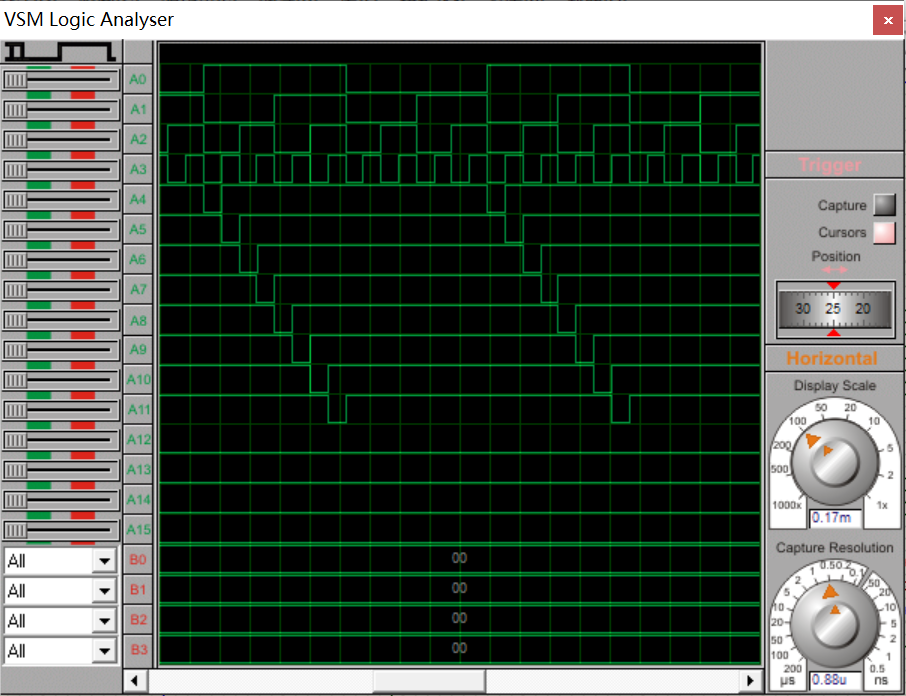 VSM Logic Analyser
A0
A1
A2
A3
A4
A5
A6
A7
A8
A9
A10
A11
A12
A13
A14
A15
All B0 00
All B1 00
All B2 00
All B3 00
Trigger
Capture
Cursors
Position
30 25 20
Horizontal
Display Scale
50 20
100 10
200 5
500 2
1000x 1x
0.17m
Capture Resolution
0.5 0.2
1 0.1
2 50
5 20
10 10
20 5
50 2
100 1
200 0.5
µs ns
0.88u